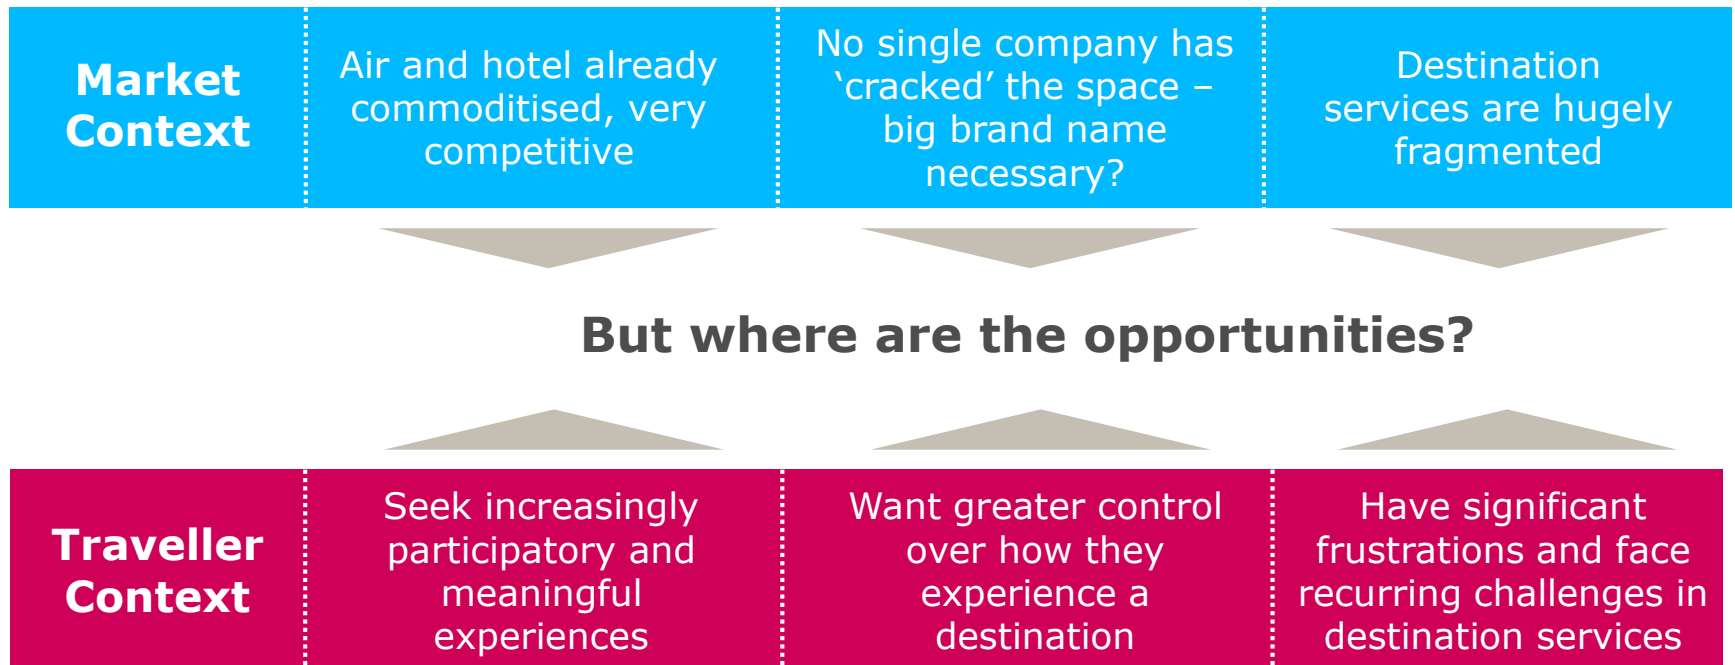 Market
Context
Air and hotel already
commoditised, very
competitive
No single company has
‘cracked’ the space –
big brand name
necessary?
Destination
services are hugely
fragmented
But where are the opportunities?
Traveller
Context
Seek increasingly
participatory and
meaningful
experiences
Want greater control
over how they
experience a
destination
Have significant
frustrations and face
recurring challenges in
destination services